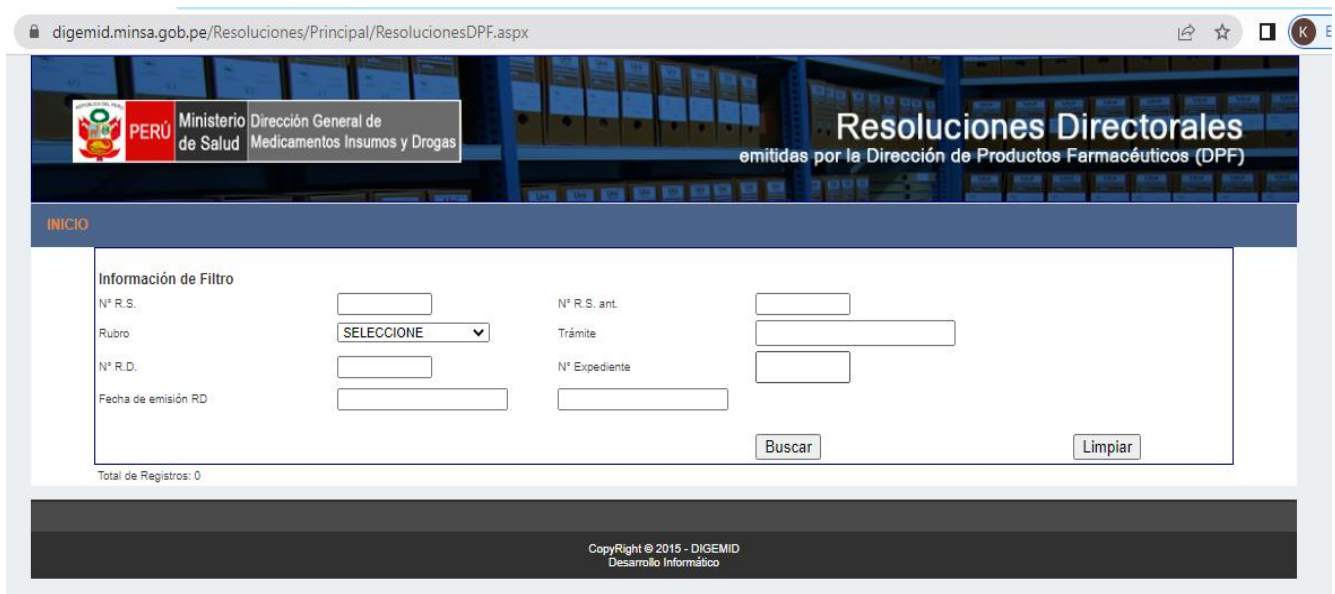 digemid.minsa.gob.pe/Resoluciones/Principal/ResolucionesDPF.aspx
K
PERÚ
Ministerio de Salud
Dirección General de Medicamentos Insumos y Drogas
Resoluciones Directorales
emitidas por la Dirección de Productos Farmacéuticos (DPF)
INICIO
Información de Filtro
N° R.S.
N° R.S. ant.
Rubro
SELECCIONE
Trámite
N° R.D.
N° Expediente
Fecha de emisión RD
Buscar
Limpiar
Total de Registros: 0
CopyRight © 2015 - DIGEMID
Desarrollo Informático